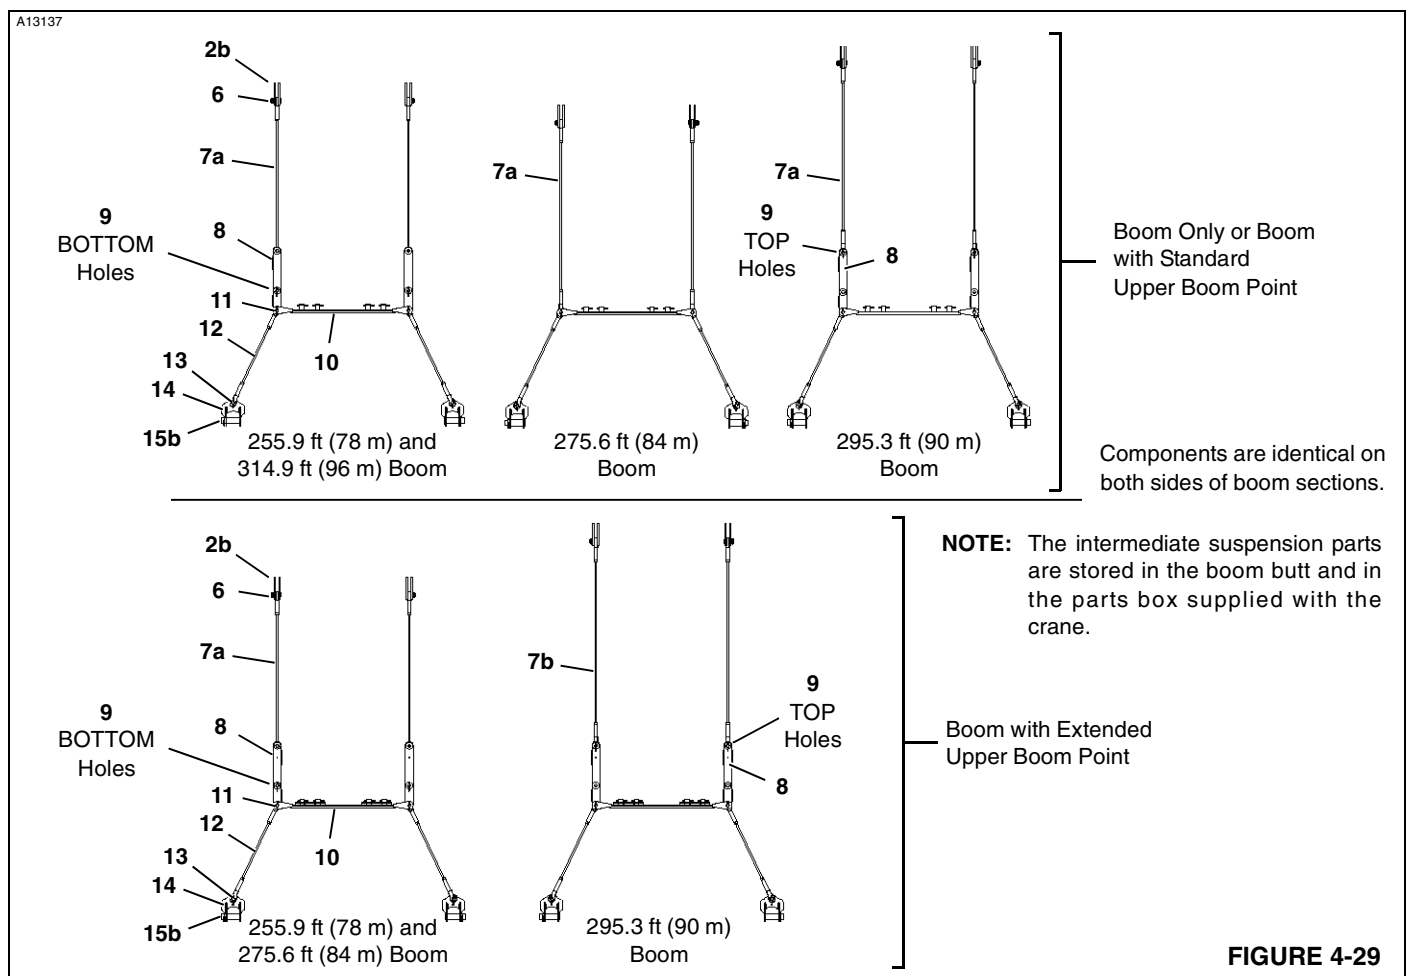 A13137
2b
6
7a
9
BOTTOM
Holes
8
11
12
13
14
15b
10
255.9 ft (78 m) and
314.9 ft (96 m) Boom
7a
275.6 ft (84 m)
Boom
7a
9
TOP
Holes
8
295.3 ft (90 m)
Boom
Boom Only or Boom
with Standard
Upper Boom Point
Components are identical on
both sides of boom sections.
2b
6
7a
9
BOTTOM
Holes
8
11
12
13
14
15b
10
255.9 ft (78 m) and
275.6 ft (84 m) Boom
7b
9
TOP
Holes
8
295.3 ft (90 m)
Boom
NOTE: The intermediate suspension parts
are stored in the boom butt and in
the parts box supplied with the
crane.
Boom with Extended
Upper Boom Point
FIGURE 4-29